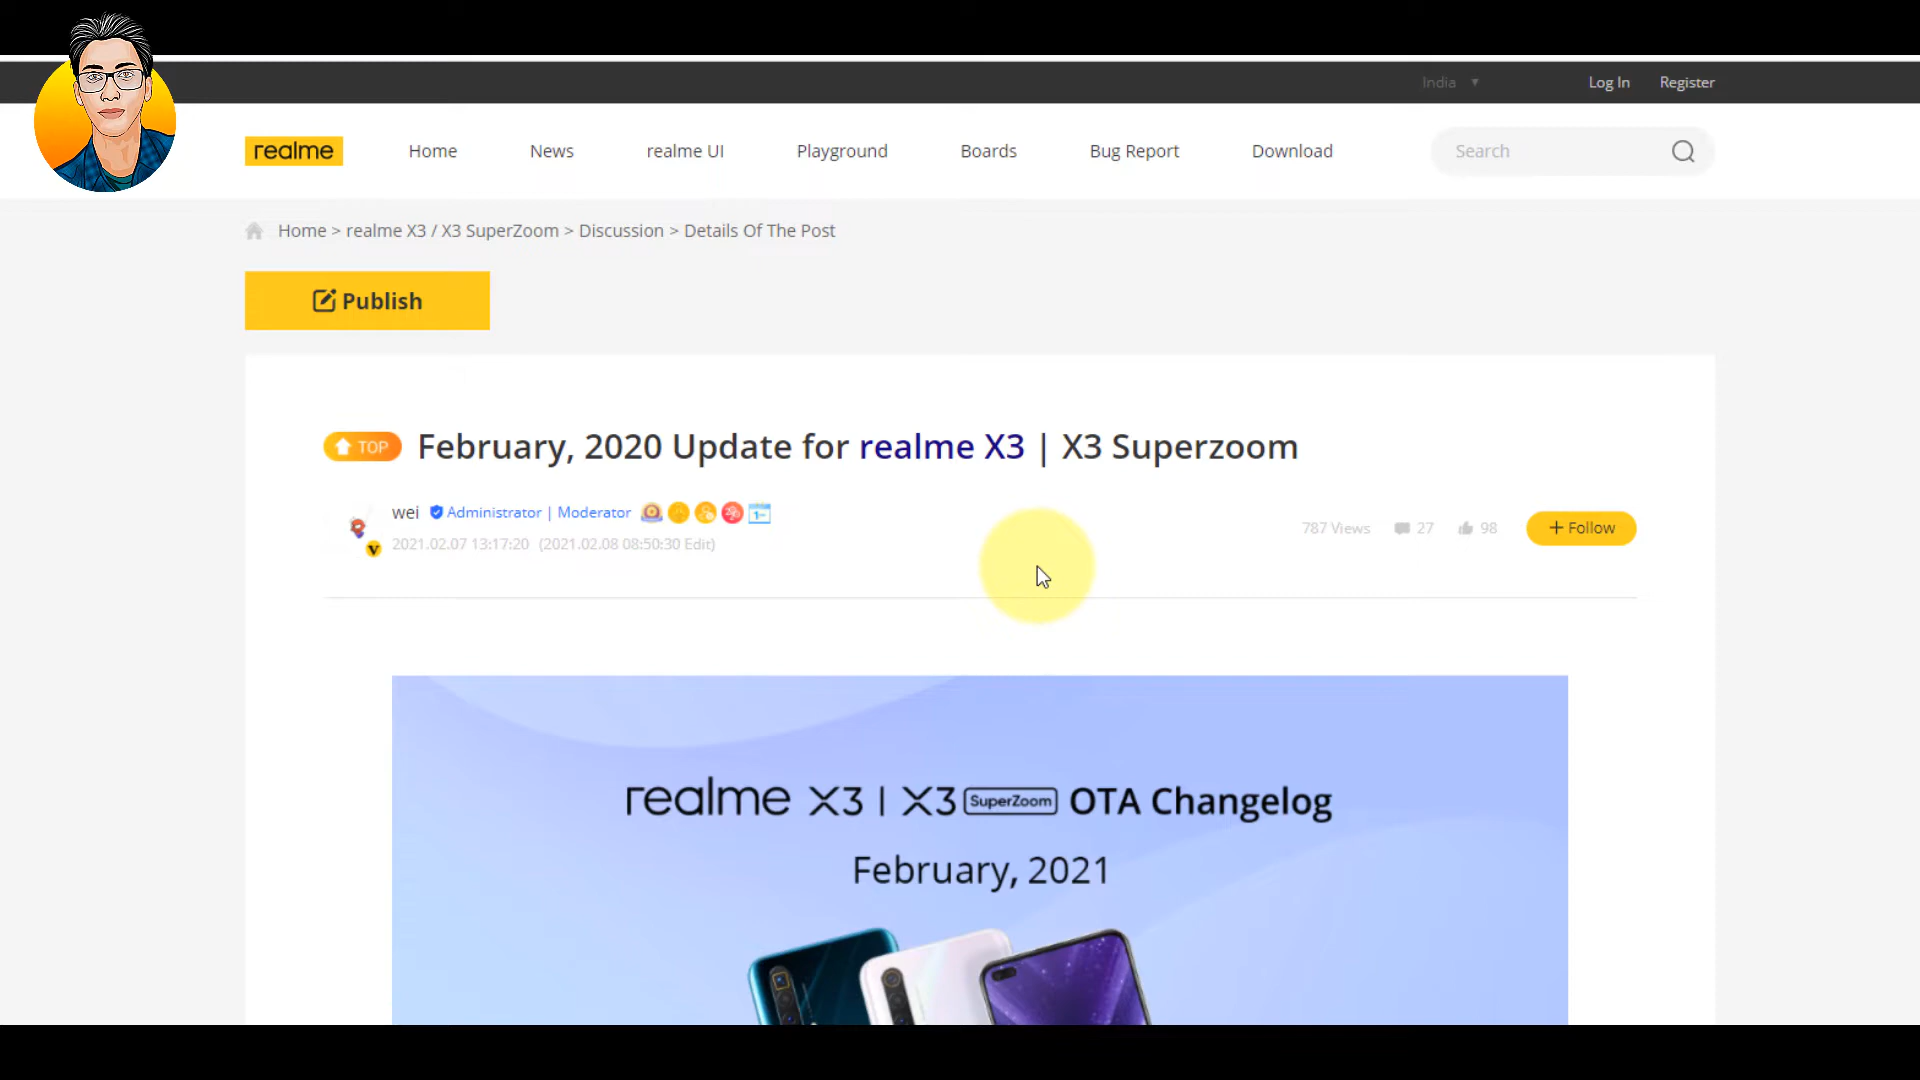 India ▼ Log In Register
realme Home News realme UI Playground Boards Bug Report Download Search
Home > realme X3 / X3 SuperZoom > Discussion > Details Of The Post
Publish
TOP February, 2020 Update for realme X3 | X3 Superzoom
wei Administrator | Moderator
2021.02.07 13:17:20 (2021.02.08 08:50:30 Edit)
787 Views 27 98 + Follow
realme X3 | X3 SuperZoom OTA Changelog
February, 2021